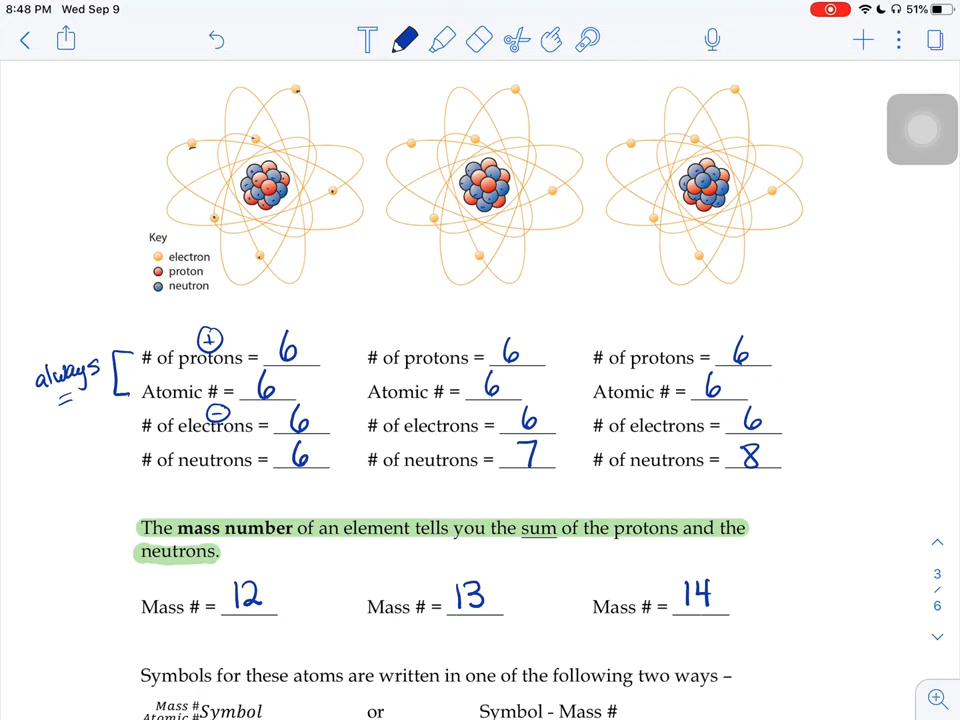 8:48 PM Wed Sep 9
51%
Key
electron
proton
neutron
always
+
# of protons = 6
Atomic # = 6
−
# of electrons = 6
# of neutrons = 6
# of protons = 6
Atomic # = 6
# of electrons = 6
# of neutrons = 7
# of protons = 6
Atomic # = 6
# of electrons = 6
# of neutrons = 8
The mass number of an element tells you the sum of the protons and the
neutrons.
Mass # = 12
Mass # = 13
Mass # = 14
3
/
6
Symbols for these atoms are written in one of the following two ways –
Mass #
Atomic # Symbol or Symbol - Mass #